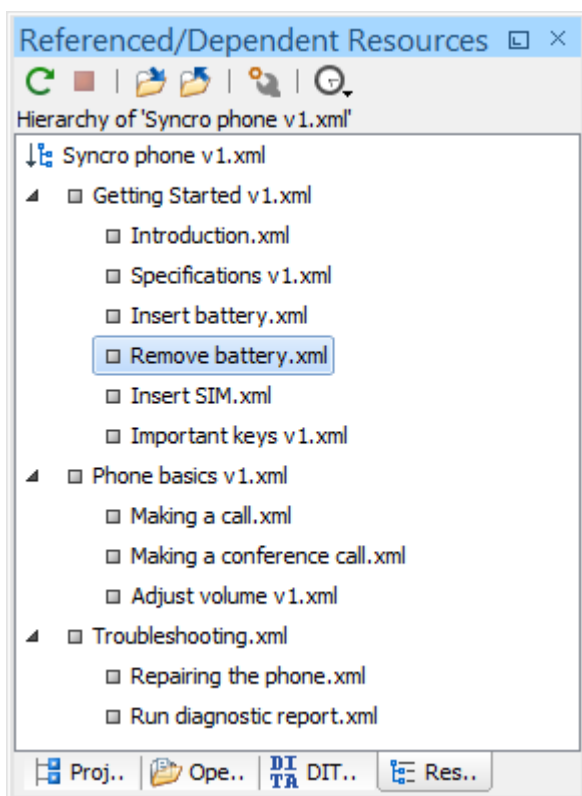 Referenced/Dependent Resources
Hierarchy of 'Syncro phone v1.xml'
Syncro phone v1.xml
Getting Started v1.xml
Introduction.xml
Specifications v1.xml
Insert battery.xml
Remove battery.xml
Insert SIM.xml
Important keys v1.xml
Phone basics v1.xml
Making a call.xml
Making a conference call.xml
Adjust volume v1.xml
Troubleshooting.xml
Repairing the phone.xml
Run diagnostic report.xml
Proj.. Ope.. DITA DIT.. Res..